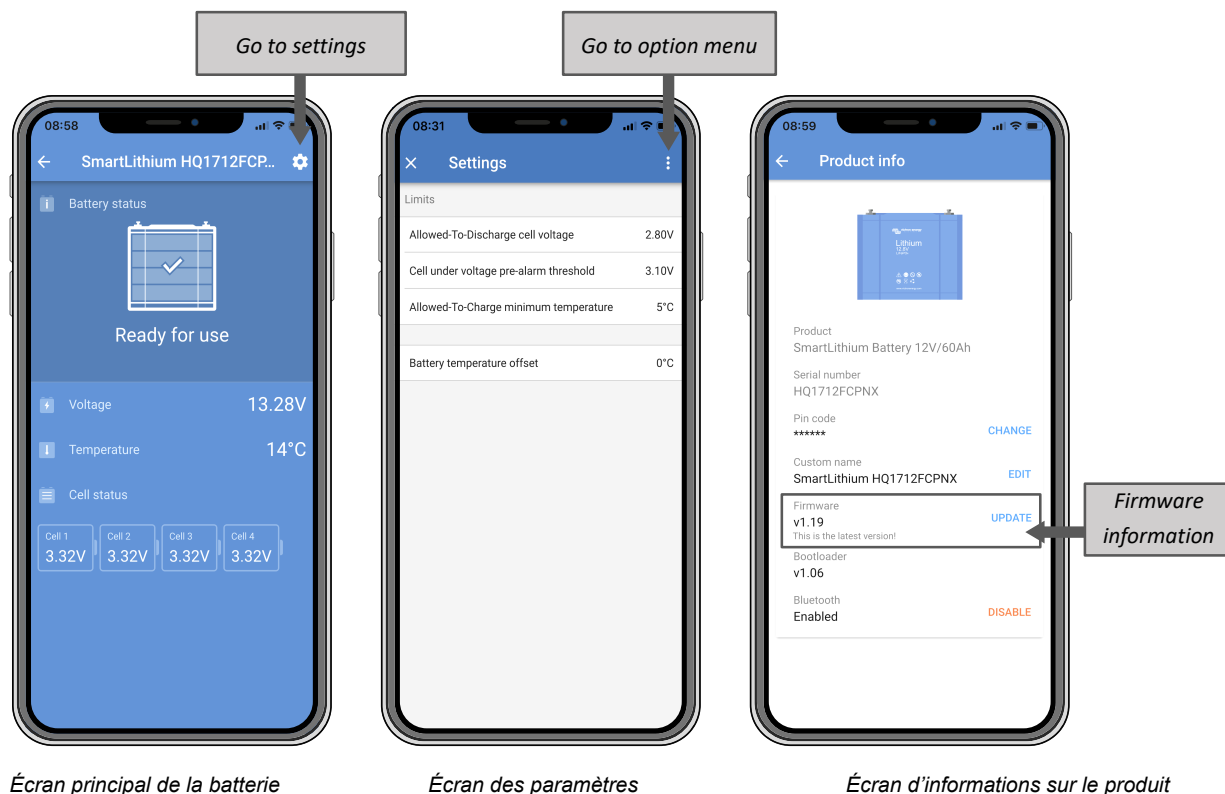 Go to settings
Go to option menu
08:58
SmartLithium HQ1712FCP...
Battery status
Ready for use
Voltage 13.28V
Temperature 14°C
Cell status
Cell 1
3.32V
Cell 2
3.32V
Cell 3
3.32V
Cell 4
3.32V
08:31
Settings
Limits
Allowed-To-Discharge cell voltage 2.80V
Cell under voltage pre-alarm threshold 3.10V
Allowed-To-Charge minimum temperature 5°C
Battery temperature offset 0°C
08:59
Product info
Lithium
Product
SmartLithium Battery 12V/60Ah
Serial number
HQ1712FCPNX
Pin code
****** CHANGE
Custom name
SmartLithium HQ1712FCPNX EDIT
Firmware
v1.19 UPDATE
This is the latest version!
Bootloader
v1.06
Bluetooth
Enabled DISABLE
Firmware
information
Écran principal de la batterie
Écran des paramètres
Écran d’informations sur le produit